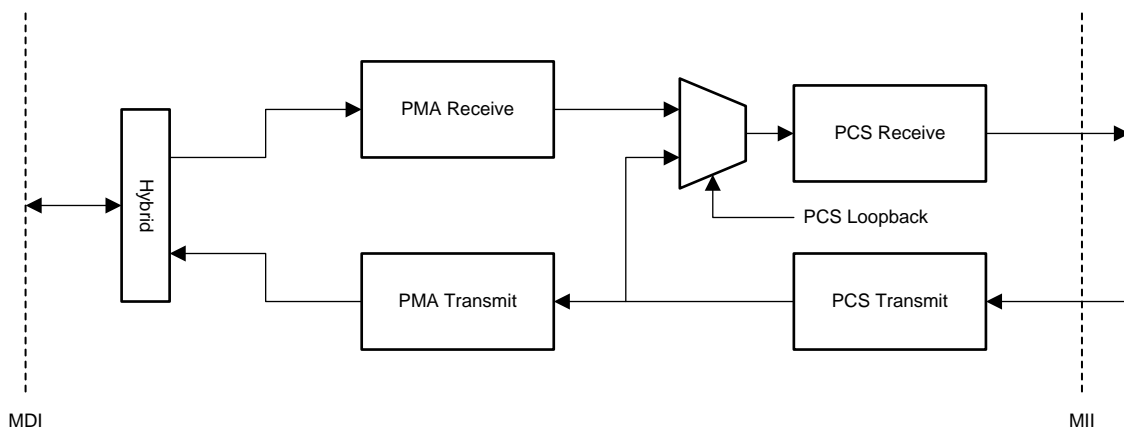 PMA Receive
PCS Receive
Hybrid
PCS Loopback
PMA Transmit
PCS Transmit
MDI
MII